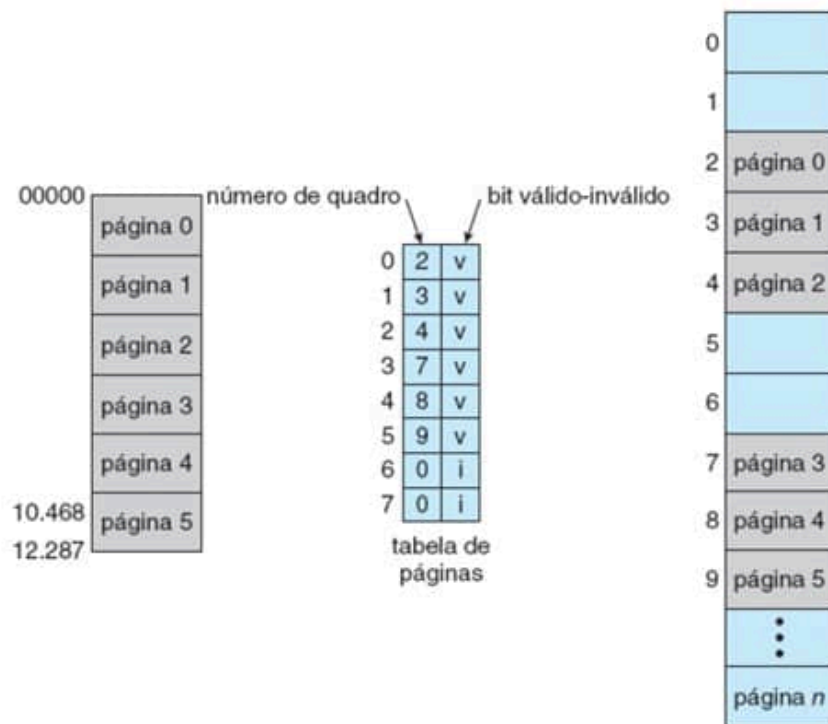 00000
página 0
página 1
página 2
página 3
página 4
10.468
página 5
12.287
número de quadro
bit válido-inválido
0 2 v
1 3 v
2 4 v
3 7 v
4 8 v
5 9 v
6 0 i
7 0 i
tabela de
páginas
0
1
2 página 0
3 página 1
4 página 2
5
6
7 página 3
8 página 4
9 página 5
página n